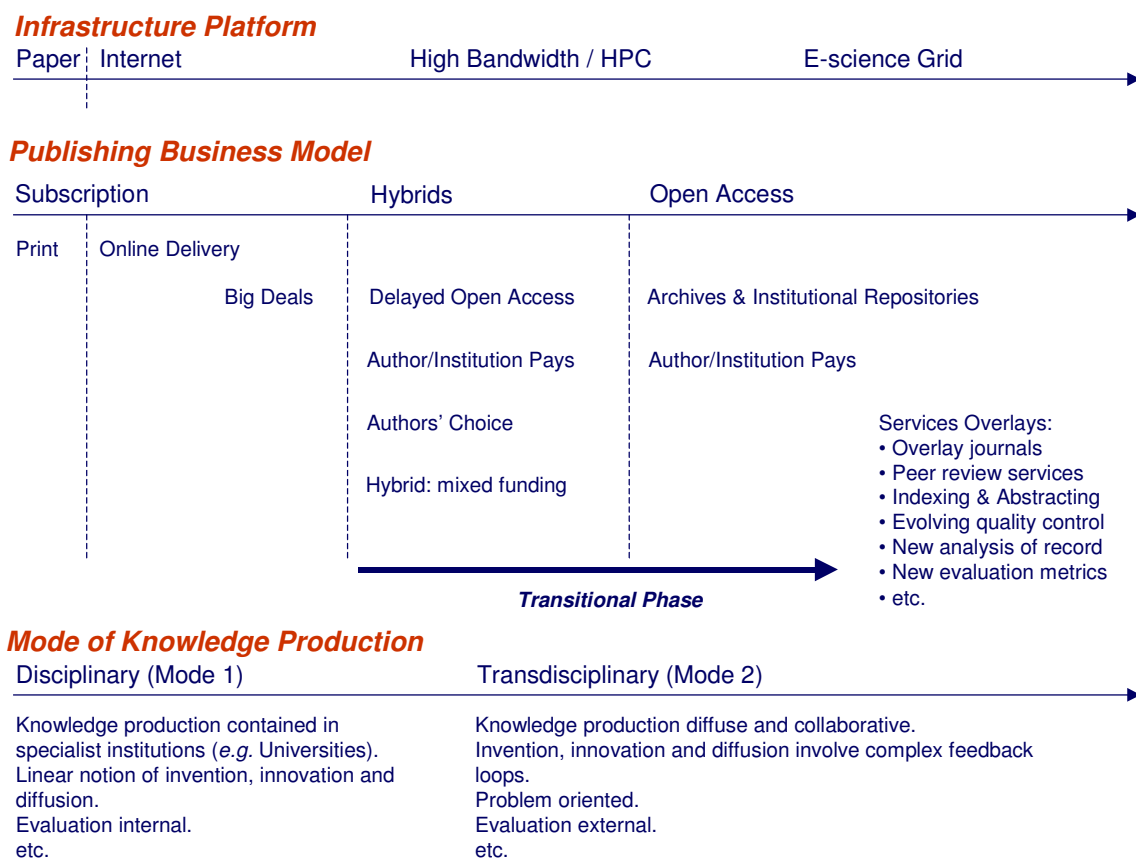 Infrastructure Platform
Paper Internet High Bandwidth / HPC E-science Grid
Publishing Business Model
Subscription Hybrids Open Access
Print Online Delivery
Big Deals Delayed Open Access Archives & Institutional Repositories
Author/Institution Pays Author/Institution Pays
Authors’ Choice
Hybrid: mixed funding
Services Overlays:
• Overlay journals
• Peer review services
• Indexing & Abstracting
• Evolving quality control
• New analysis of record
• New evaluation metrics
• etc.
Transitional Phase
Mode of Knowledge Production
Disciplinary (Mode 1) Transdisciplinary (Mode 2)
Knowledge production contained in
specialist institutions (e.g. Universities).
Linear notion of invention, innovation and
diffusion.
Evaluation internal.
etc.
Knowledge production diffuse and collaborative.
Invention, innovation and diffusion involve complex feedback
loops.
Problem oriented.
Evaluation external.
etc.